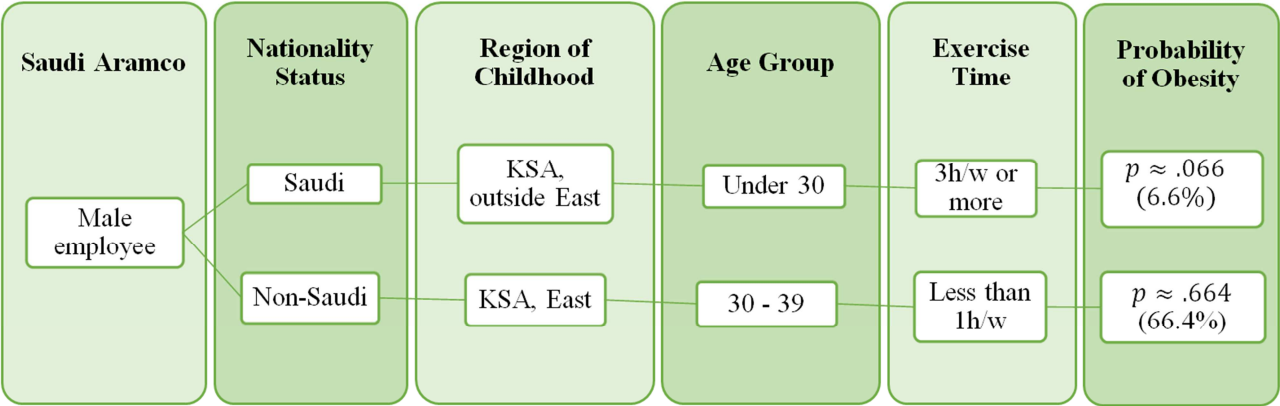 Saudi Aramco
Nationality
Status
Region of
Childhood
Age Group
Exercise
Time
Probability
of Obesity
Male
employee
Saudi
KSA,
outside East
Under 30
3h/w or
more
p ≈ .066
(6.6%)
Non-Saudi
KSA, East
30 - 39
Less than
1h/w
p ≈ .664
(66.4%)